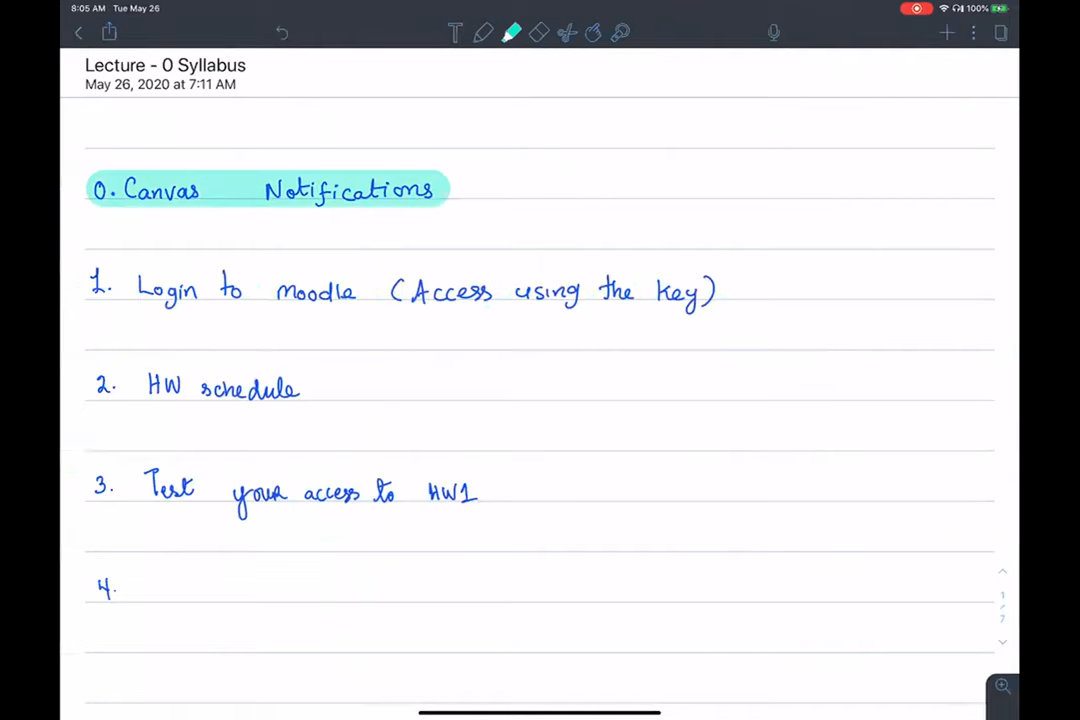 8:05 AM Tue May 26
100%
Lecture - 0 Syllabus
May 26, 2020 at 7:11 AM
0. Canvas Notifications
1. Login to moodle (Access using the key)
2. HW schedule
3. Test your access to HW1
4.
1
/
7